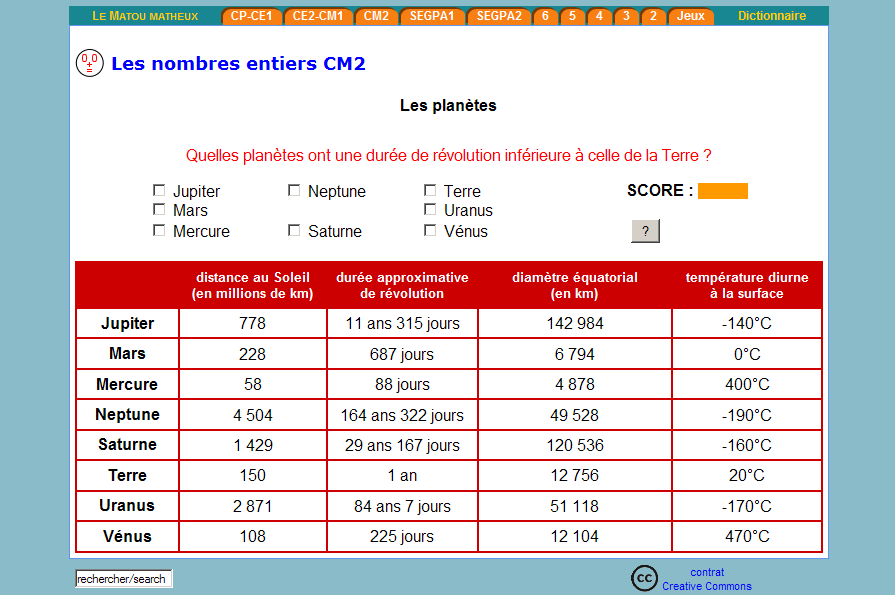 LE MATOU MATHEUX CP-CE1 CE2-CM1 CM2 SEGPA1 SEGPA2 6 5 4 3 2 Jeux Dictionnaire
0,0
+
=
Les nombres entiers CM2
Les planètes
Quelles planètes ont une durée de révolution inférieure à celle de la Terre ?
Jupiter Neptune Terre SCORE :
Mars Uranus
Mercure Saturne Vénus ?
distance au Soleil durée approximative diamètre équatorial température diurne
(en millions de km) de révolution (en km) à la surface
Jupiter 778 11 ans 315 jours 142 984 -140°C
Mars 228 687 jours 6 794 0°C
Mercure 58 88 jours 4 878 400°C
Neptune 4 504 164 ans 322 jours 49 528 -190°C
Saturne 1 429 29 ans 167 jours 120 536 -160°C
Terre 150 1 an 12 756 20°C
Uranus 2 871 84 ans 7 jours 51 118 -170°C
Vénus 108 225 jours 12 104 470°C
rechercher/search cc contrat
Creative Commons